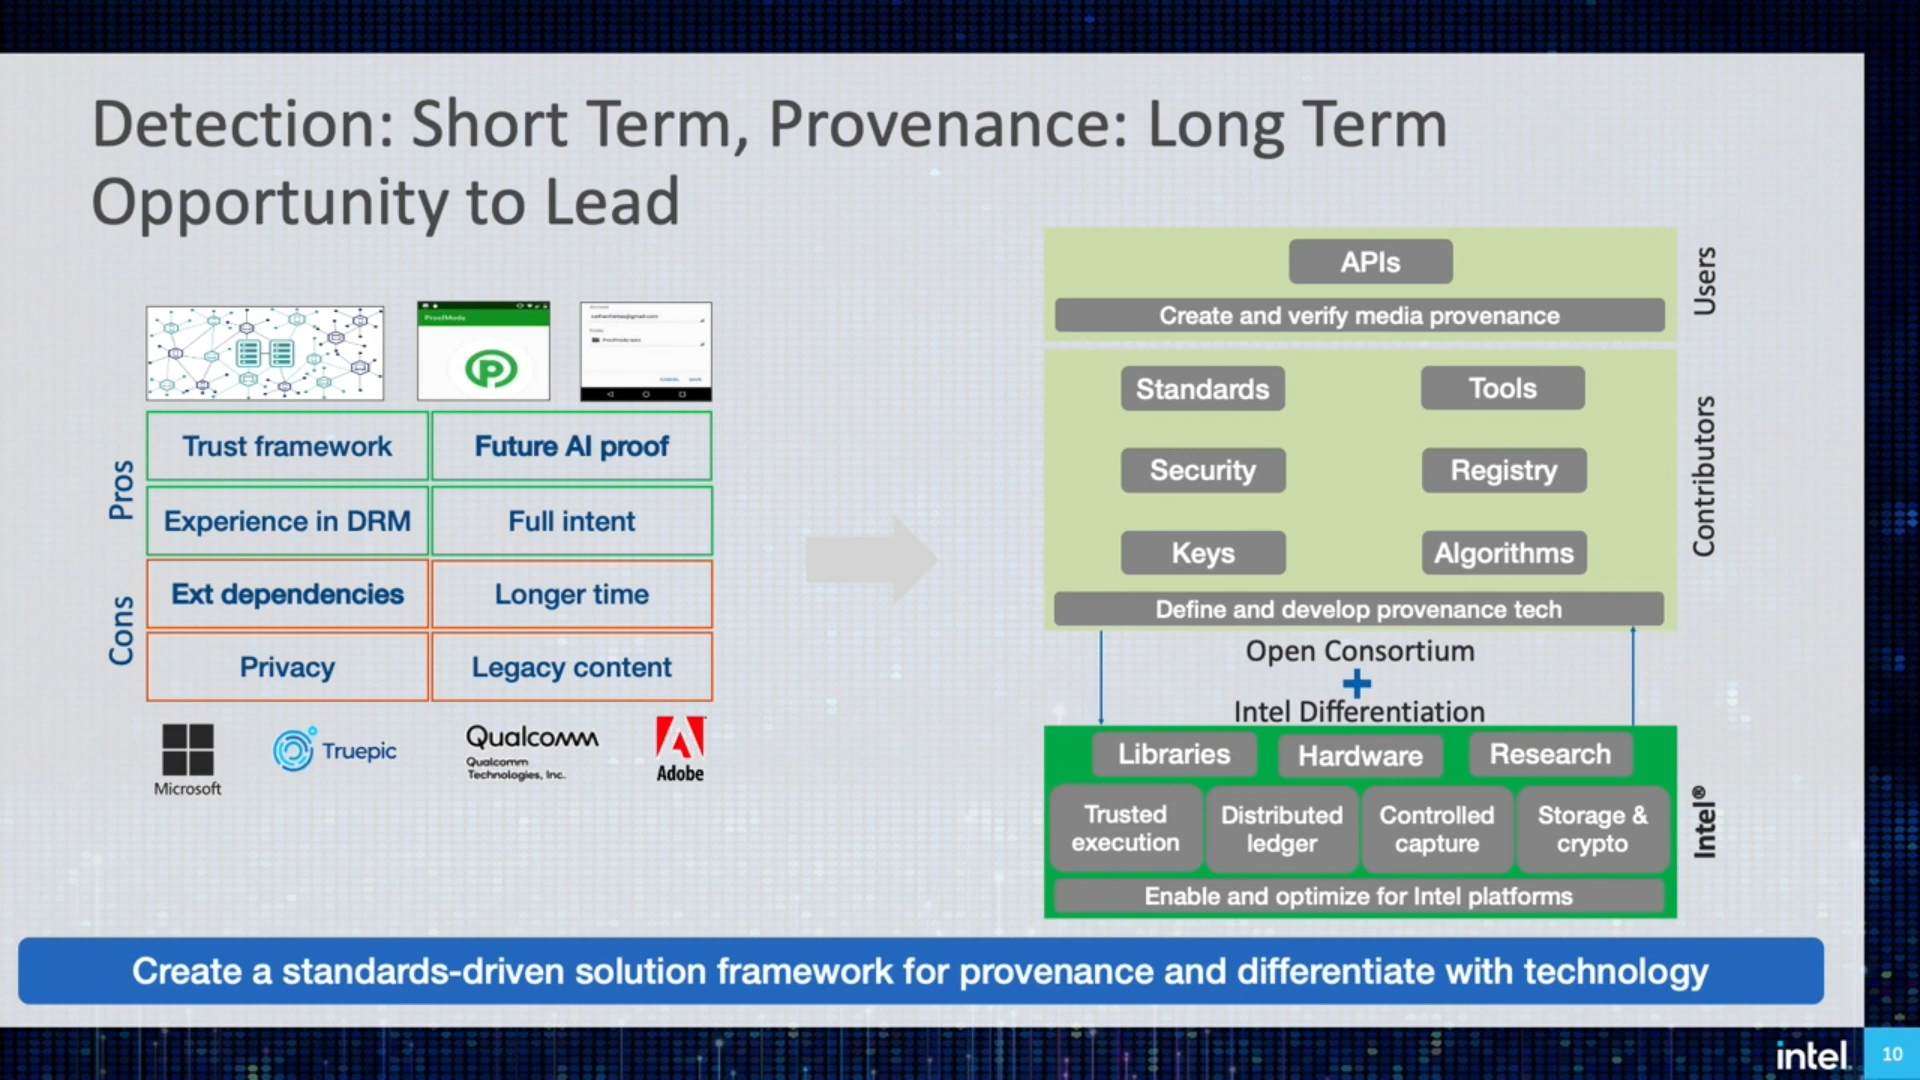 Detection: Short Term, Provenance: Long Term
Opportunity to Lead
ProofMode
CANCEL SAVE
Pros
Trust framework
Future AI proof
Experience in DRM
Full intent
Cons
Ext dependencies
Longer time
Privacy
Legacy content
Microsoft
Truepic
Qualcomm
Qualcomm
Technologies, Inc.
Adobe
APIs
Create and verify media provenance
Users
Standards
Tools
Security
Registry
Keys
Algorithms
Define and develop provenance tech
Contributors
Open Consortium
+
Intel Differentiation
Libraries
Hardware
Research
Trusted
execution
Distributed
ledger
Controlled
capture
Storage &
crypto
Enable and optimize for Intel platforms
Intel®
Create a standards-driven solution framework for provenance and differentiate with technology
intel.
10